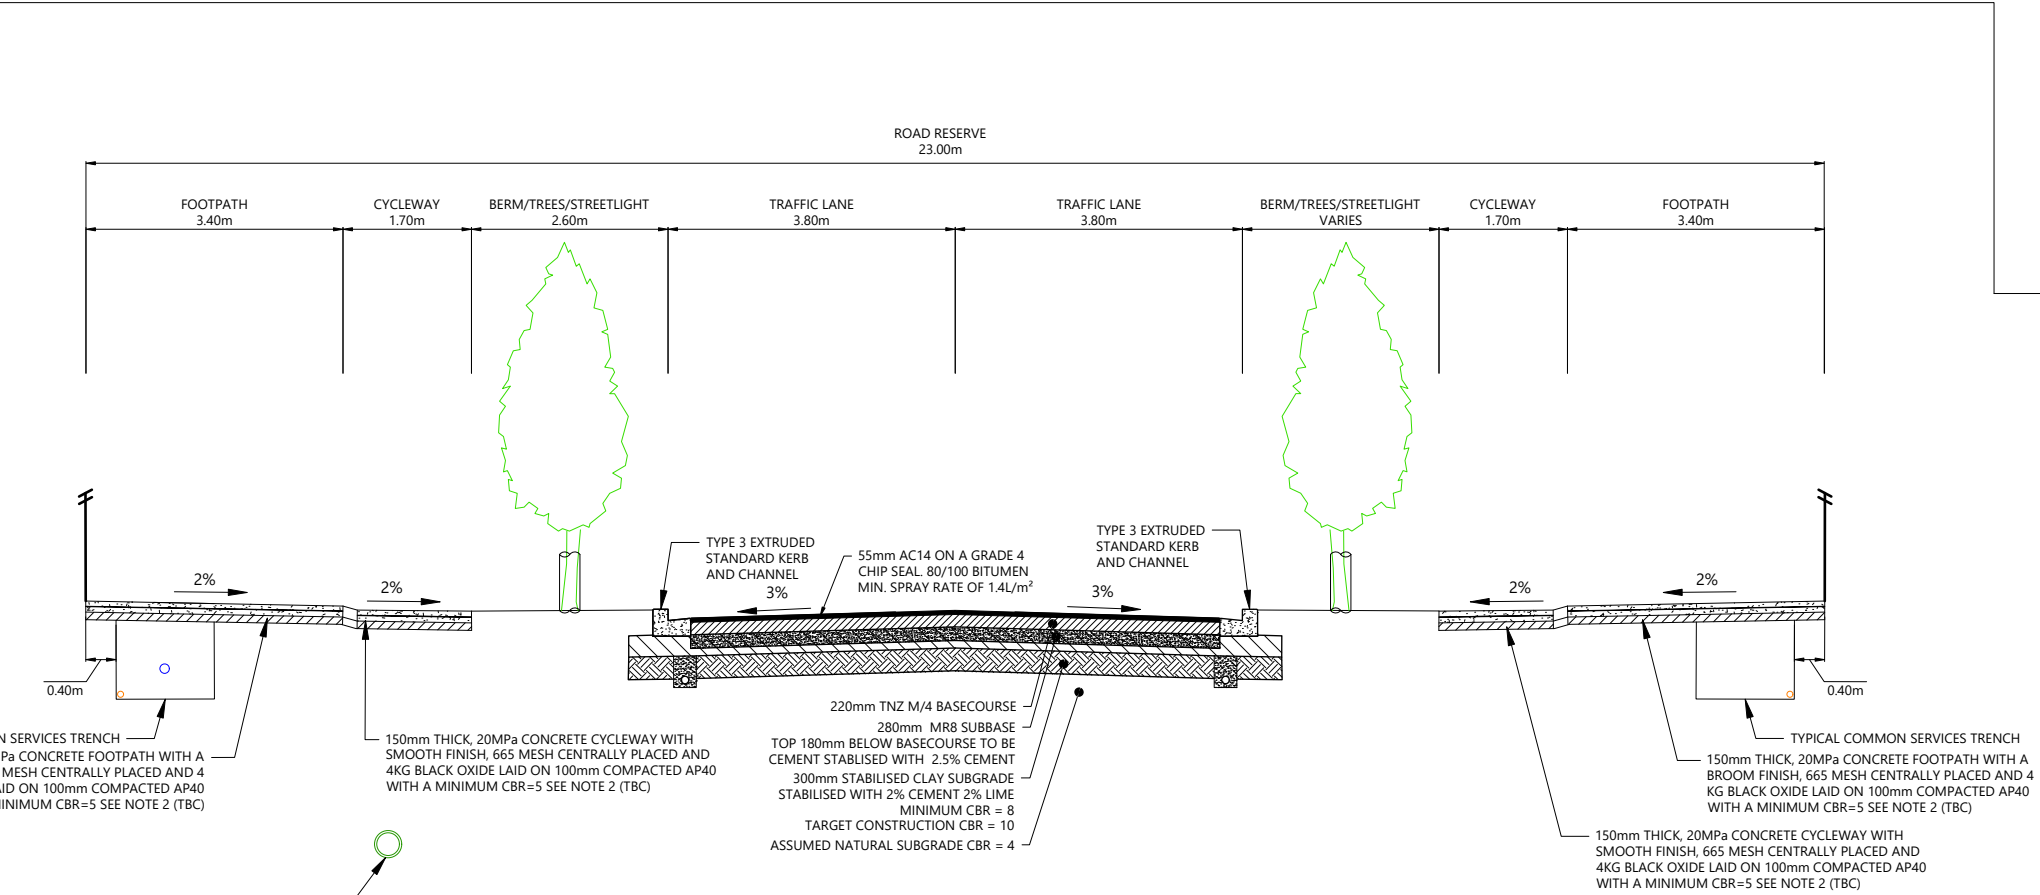 ROAD RESERVE
23.00m
FOOTPATH
3.40m
CYCLEWAY
1.70m
BERM/TREES/STREETLIGHT
2.60m
TRAFFIC LANE
3.80m
TRAFFIC LANE
3.80m
BERM/TREES/STREETLIGHT
VARIES
CYCLEWAY
1.70m
FOOTPATH
3.40m
TYPE 3 EXTRUDED
STANDARD KERB
AND CHANNEL
55mm AC14 ON A GRADE 4
CHIP SEAL. 80/100 BITUMEN
MIN. SPRAY RATE OF 1.4L/m²
TYPE 3 EXTRUDED
STANDARD KERB
AND CHANNEL
2%
2%
3%
3%
2%
2%
0.40m
0.40m
N SERVICES TRENCH
Pa CONCRETE FOOTPATH WITH A
MESH CENTRALLY PLACED AND 4
AID ON 100mm COMPACTED AP40
MINIMUM CBR=5 SEE NOTE 2 (TBC)
150mm THICK, 20MPa CONCRETE CYCLEWAY WITH
SMOOTH FINISH, 665 MESH CENTRALLY PLACED AND
4KG BLACK OXIDE LAID ON 100mm COMPACTED AP40
WITH A MINIMUM CBR=5 SEE NOTE 2 (TBC)
220mm TNZ M/4 BASECOURSE
280mm MR8 SUBBASE
TOP 180mm BELOW BASECOURSE TO BE
CEMENT STABLISED WITH 2.5% CEMENT
300mm STABILISED CLAY SUBGRADE
STABILISED WITH 2% CEMENT 2% LIME
MINIMUM CBR = 8
TARGET CONSTRUCTION CBR = 10
ASSUMED NATURAL SUBGRADE CBR = 4
TYPICAL COMMON SERVICES TRENCH
150mm THICK, 20MPa CONCRETE FOOTPATH WITH A
BROOM FINISH, 665 MESH CENTRALLY PLACED AND 4
KG BLACK OXIDE LAID ON 100mm COMPACTED AP40
WITH A MINIMUM CBR=5 SEE NOTE 2 (TBC)
150mm THICK, 20MPa CONCRETE CYCLEWAY WITH
SMOOTH FINISH, 665 MESH CENTRALLY PLACED AND
4KG BLACK OXIDE LAID ON 100mm COMPACTED AP40
WITH A MINIMUM CBR=5 SEE NOTE 2 (TBC)